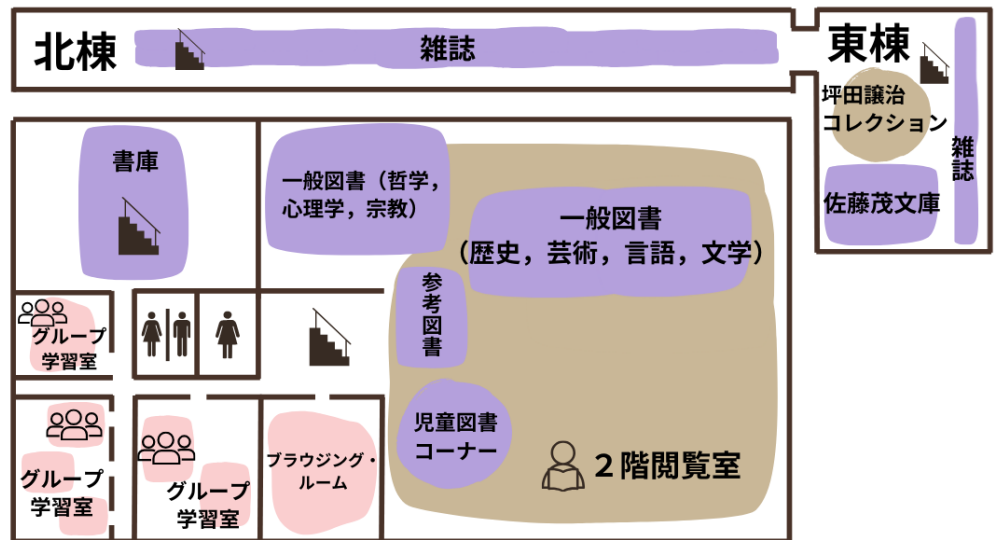 北棟
雑誌
東棟
坪田譲治
コレクション
雑誌
佐藤茂文庫
書庫
一般図書（哲学，
心理学，宗教）
一般図書
（歴史，芸術，言語，文学）
参考図書
グループ
学習室
児童図書
コーナー
２階閲覧室
グループ
学習室
グループ
学習室
ブラウジング・
ルーム